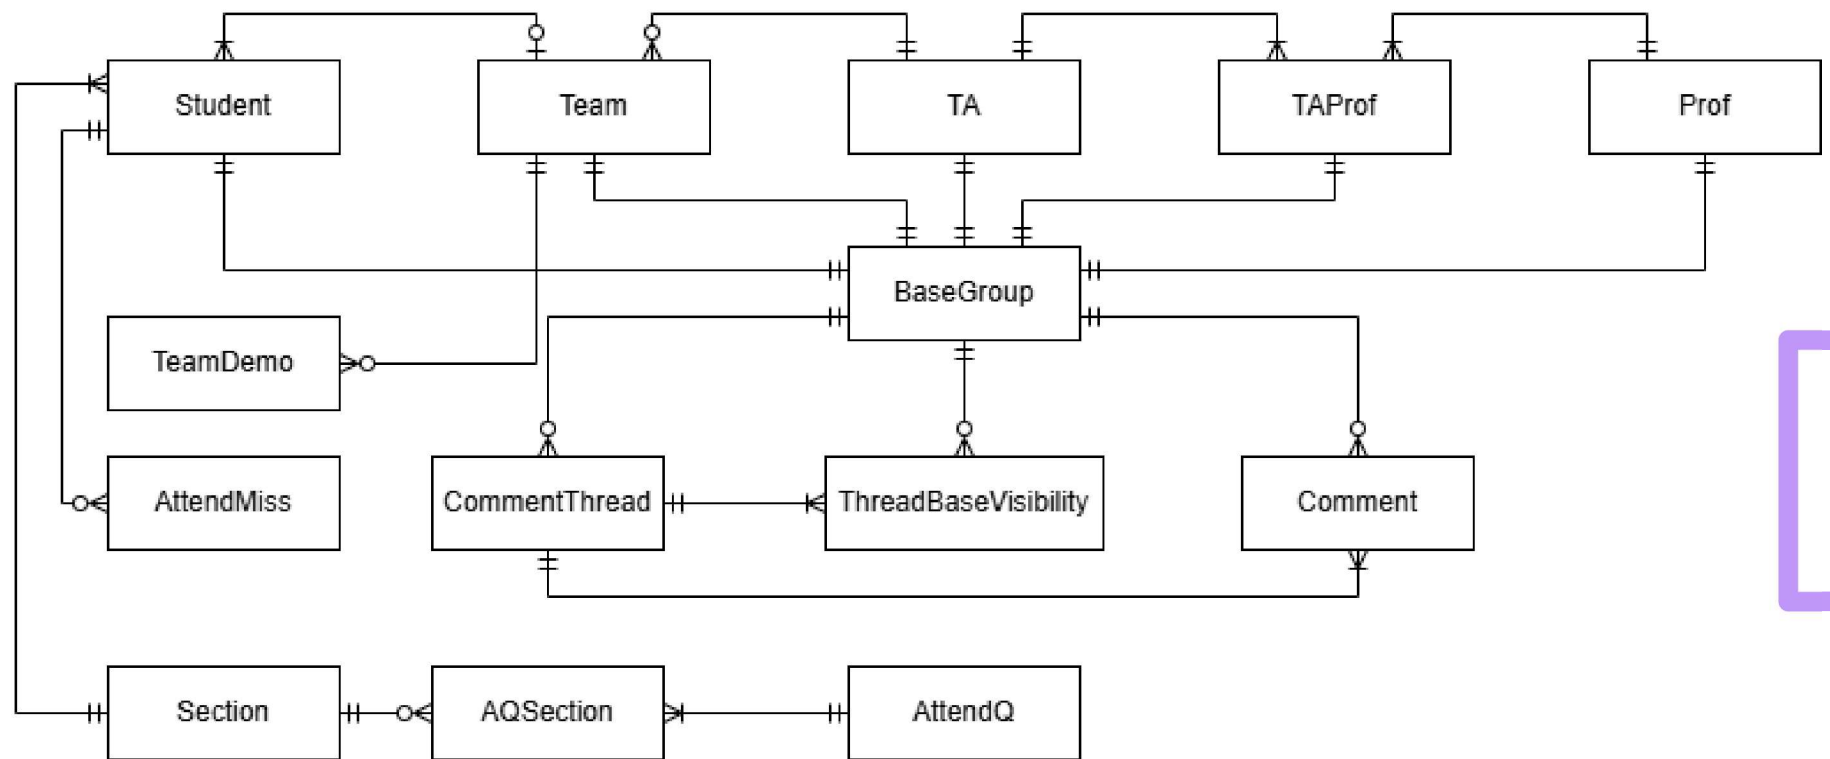 Student
Team
TA
TAProf
Prof
BaseGroup
TeamDemo
AttendMiss
CommentThread
ThreadBaseVisibility
Comment
Section
AQSection
AttendQ